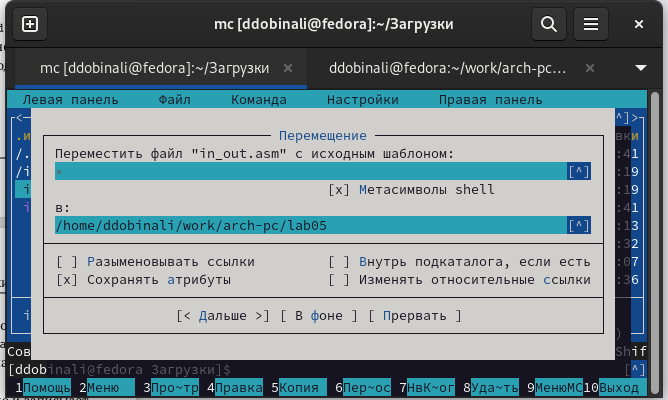 mc [ddobinali@fedora]:~/Загрузки
mc [ddobinali@fedora]:~/Загрузки
ddobinali@fedora:~/work/arch-pc…
Левая панель Файл Команда Настройки Правая панель
Перемещение
Переместить файл "in_out.asm" с исходным шаблоном:
* [^]
[x] Метасимволы shell
в:
/home/ddobinali/work/arch-pc/lab05 [^]
[ ] Разыменовывать ссылки [ ] Внутрь подкаталога, если есть
[x] Сохранять атрибуты [ ] Изменять относительные ссылки
[< Дальше >] [ В фоне ] [ Прервать ]
[ddobinali@fedora Загрузки]$ [^]
1Помощь 2Меню 3Про~тр 4Правка 5Копия 6Пер~ос 7НвК~ог 8Уда~ть 9МенюMC 10Выход